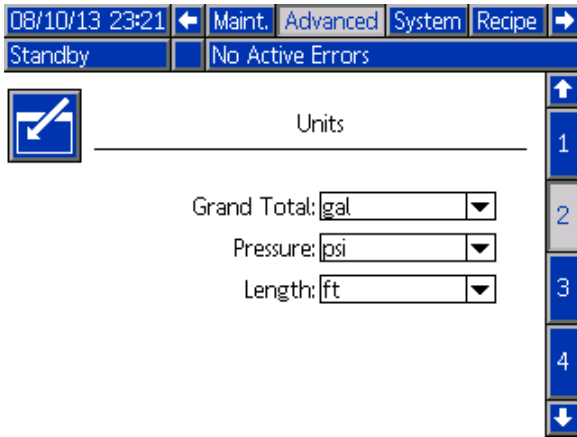 08/10/13 23:21 Maint. Advanced System Recipe
Standby No Active Errors
Units
1
Grand Total: gal
2
Pressure: psi
Length: ft
3
4